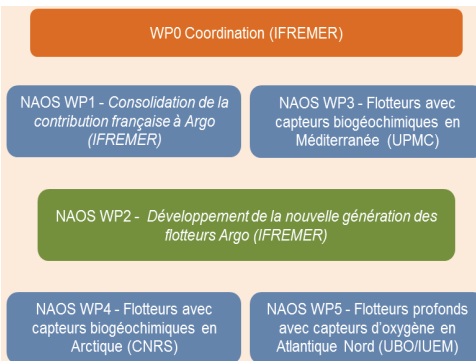 WP0 Coordination (IFREMER)
NAOS WP1 - Consolidation de la
contribution française à Argo
(IFREMER)
NAOS WP3 - Flotteurs avec
capteurs biogéochimiques en
Méditerranée (UPMC)
NAOS WP2 - Développement de la nouvelle génération des
flotteurs Argo (IFREMER)
NAOS WP4 - Flotteurs avec
capteurs biogéochimiques en
Arctique (CNRS)
NAOS WP5 - Flotteurs profonds
avec capteurs d'oxygène en
Atlantique Nord (UBO/IUEM)